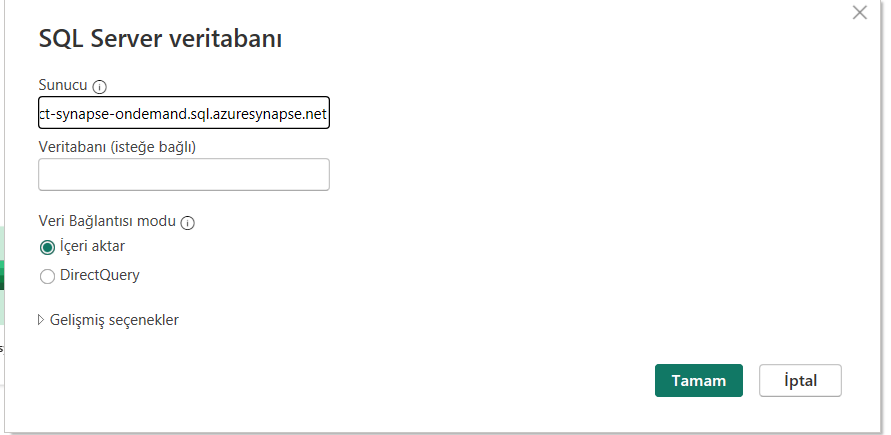 SQL Server veritabanı
Sunucu
ct-synapse-ondemand.sql.azuresynapse.net
Veritabanı (isteğe bağlı)
Veri Bağlantısı modu
İçeri aktar
DirectQuery
Gelişmiş seçenekler
Tamam İptal